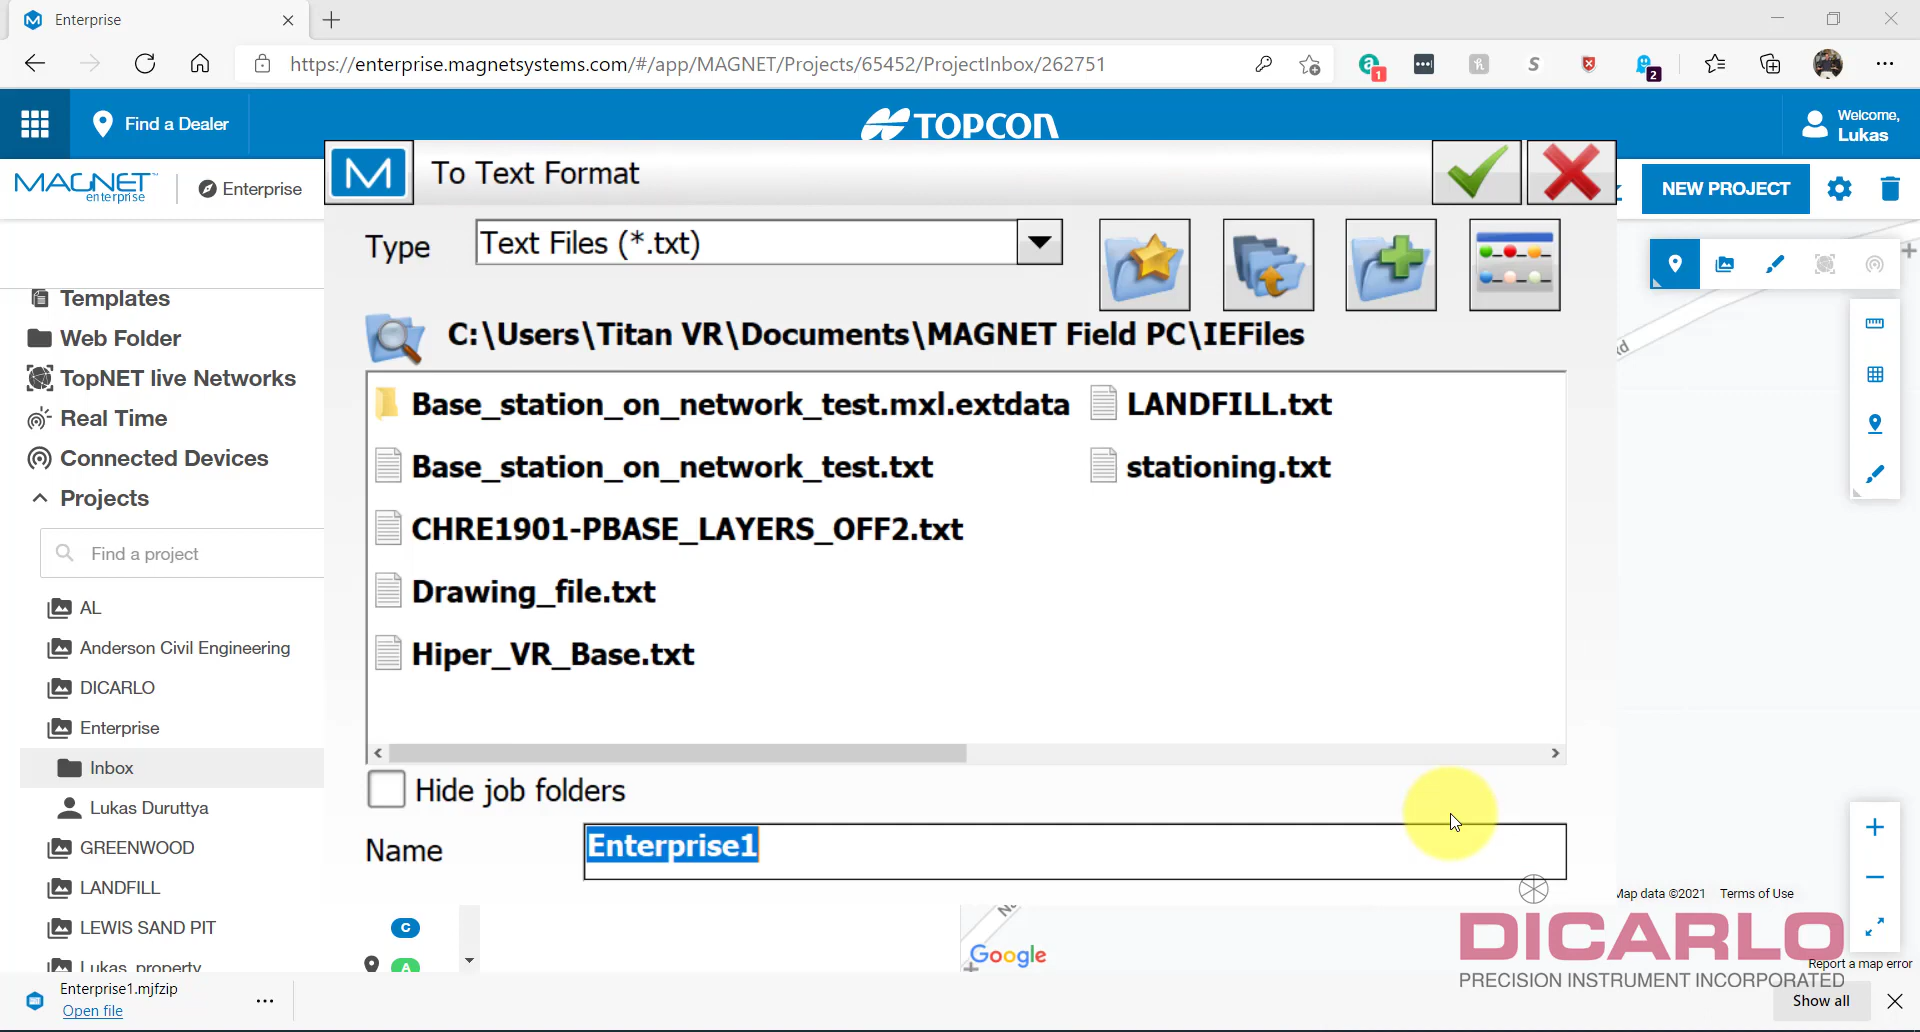 Enterprise
https://enterprise.magnetsystems.com/#/app/MAGNET/Projects/65452/ProjectInbox/262751
1
2
Find a Dealer
TOPCON
Welcome,
Lukas
MAGNET
enterprise
Enterprise
M
To Text Format
NEW PROJECT
Type
Text Files (*.txt)
C:\Users\Titan VR\Documents\MAGNET Field PC\IEFiles
Templates
Web Folder
TopNET live Networks
Real Time
Connected Devices
Projects
Find a project
AL
Anderson Civil Engineering
DICARLO
Enterprise
Inbox
Lukas Duruttya
GREENWOOD
LANDFILL
LEWIS SAND PIT
Lukas_property
Base_station_on_network_test.mxl.extdata
Base_station_on_network_test.txt
CHRE1901-PBASE_LAYERS_OFF2.txt
Drawing_file.txt
Hiper_VR_Base.txt
LANDFILL.txt
stationing.txt
Hide job folders
Name
Enterprise1
C
A
Google
Map data ©2021
Terms of Use
DICARLO
PRECISION INSTRUMENT INCORPORATED
Report a map error
Enterprise1.mjfzip
Open file
Show all